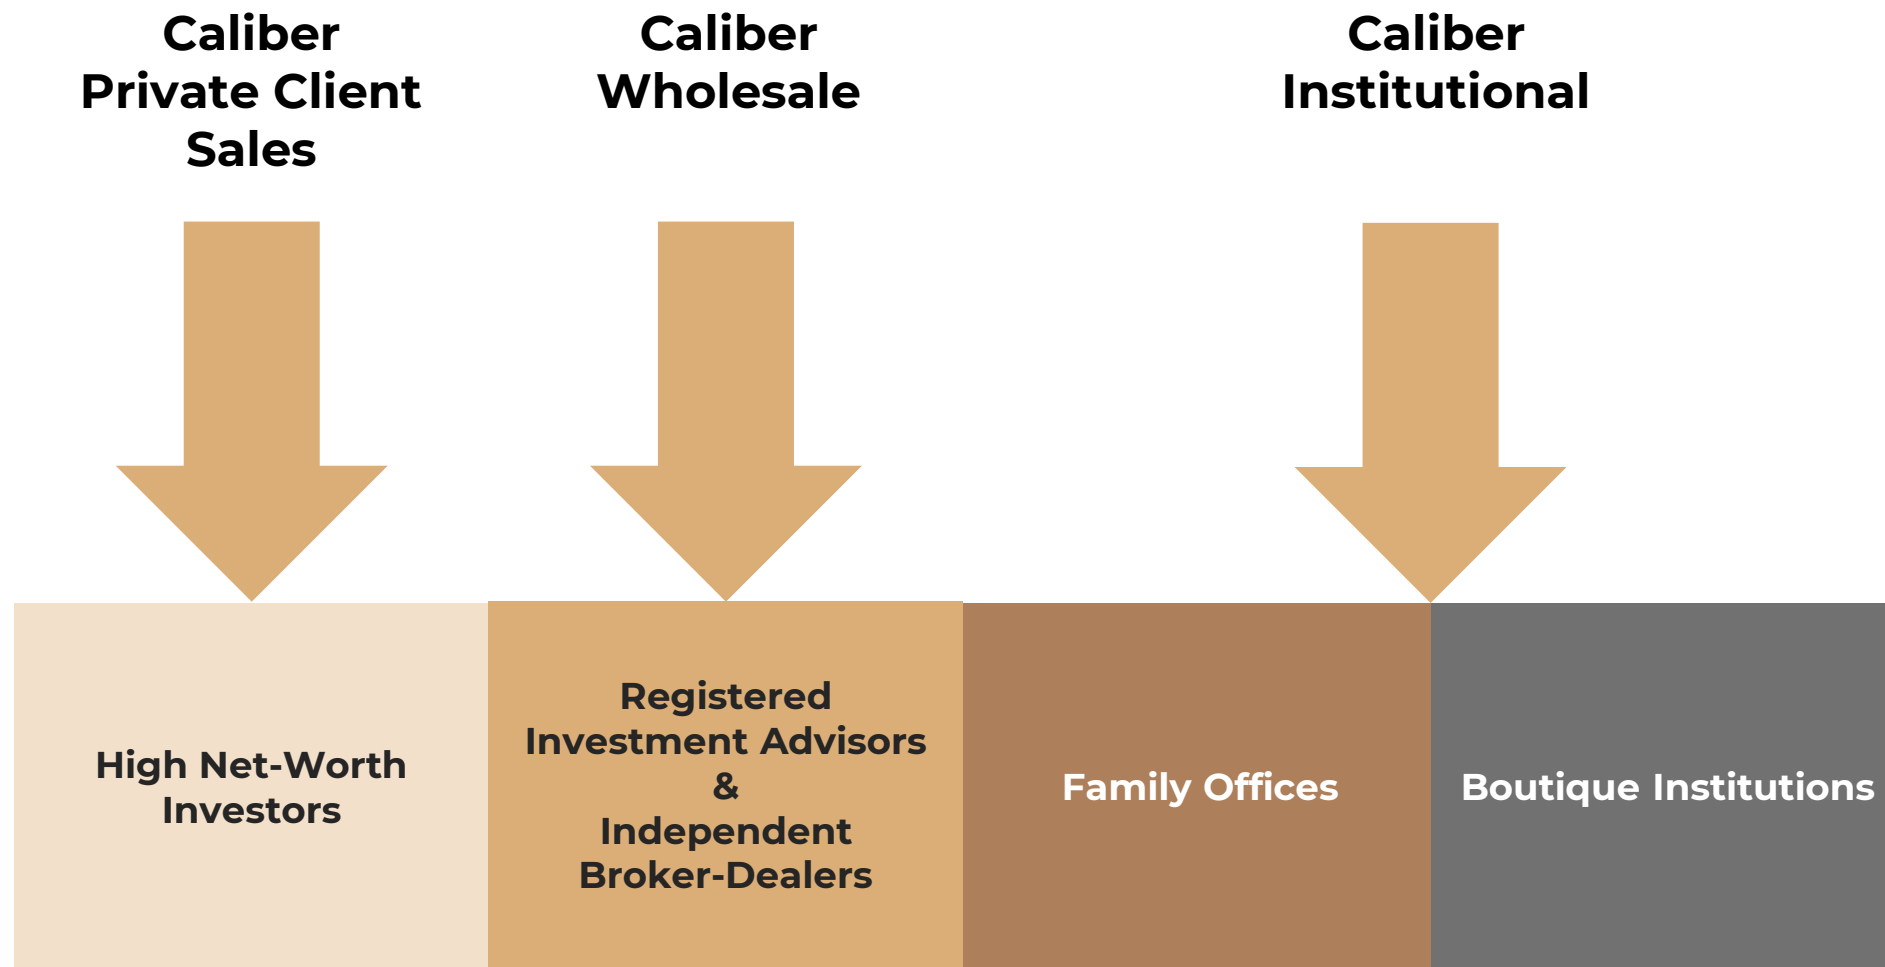 Caliber
Private Client
Sales
Caliber
Wholesale
Caliber
Institutional
High Net-Worth
Investors
Registered
Investment Advisors
&
Independent
Broker-Dealers
Family Offices
Boutique Institutions